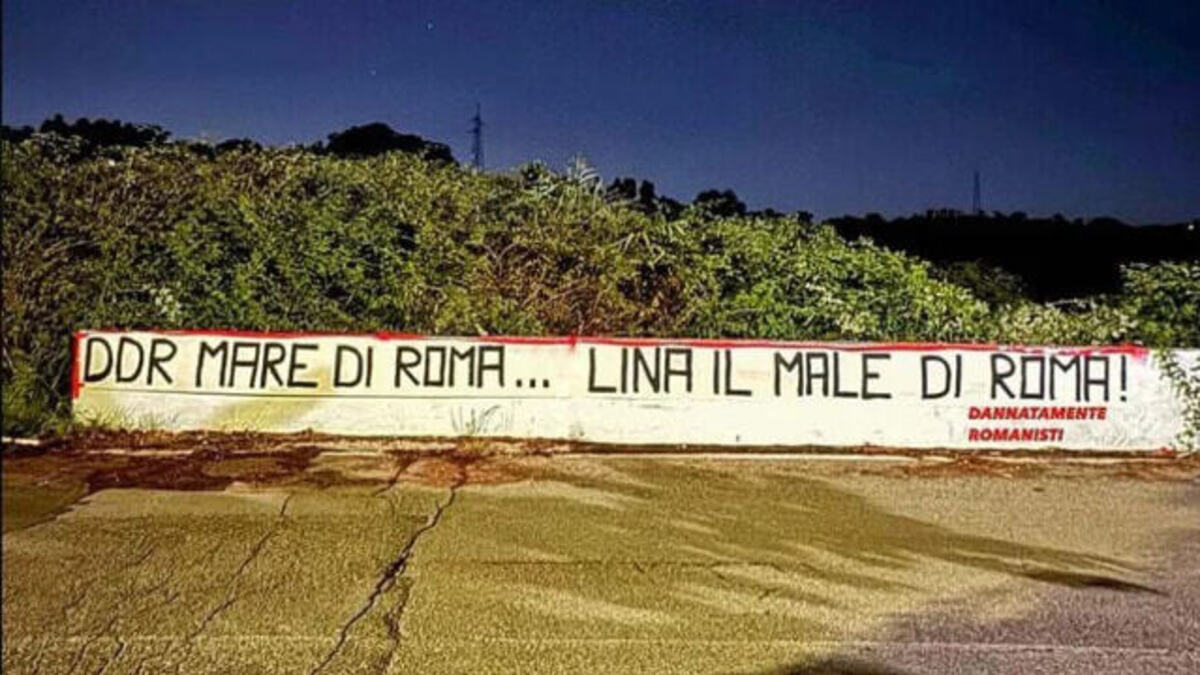 DDR MARE DI ROMA... LINA IL MALE DI ROMA!
DANNATAMENTE
ROMANISTI